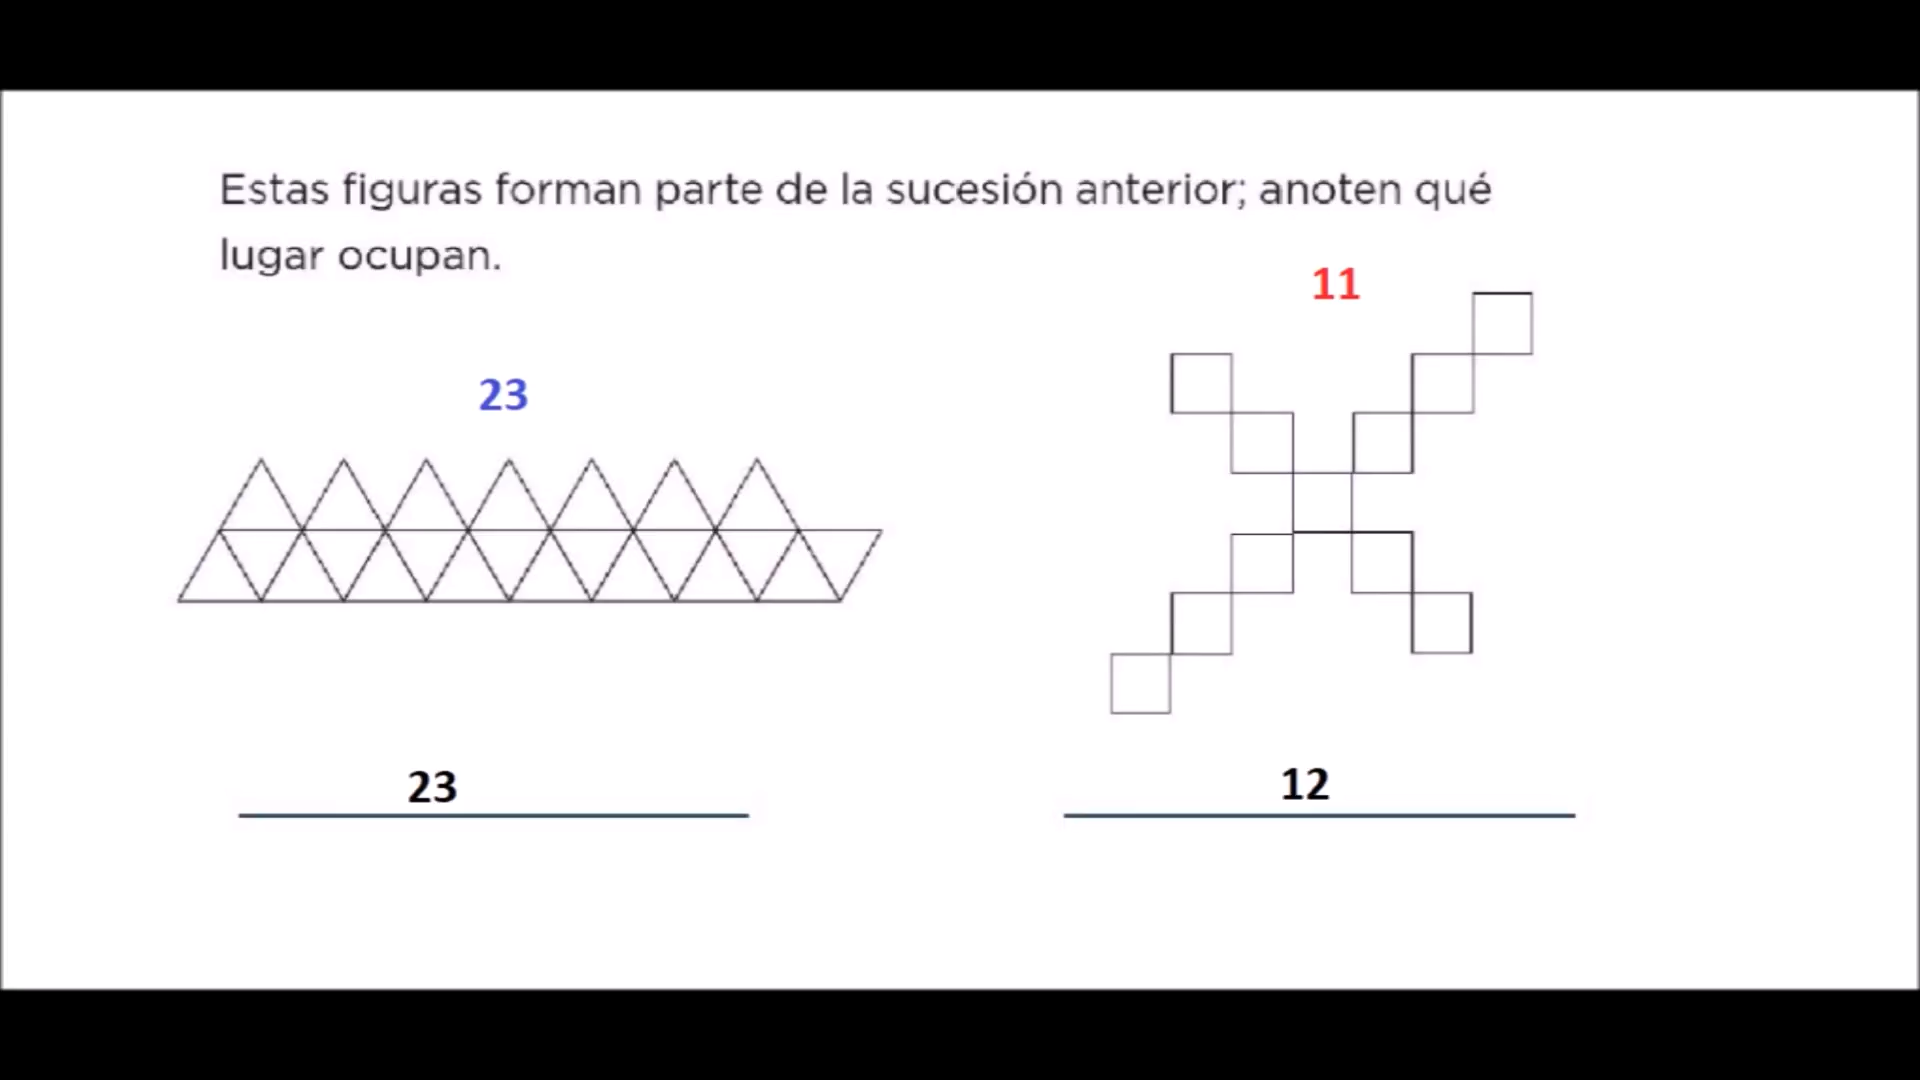 Estas figuras forman parte de la sucesión anterior; anoten qué
lugar ocupan.
11
23
23
12